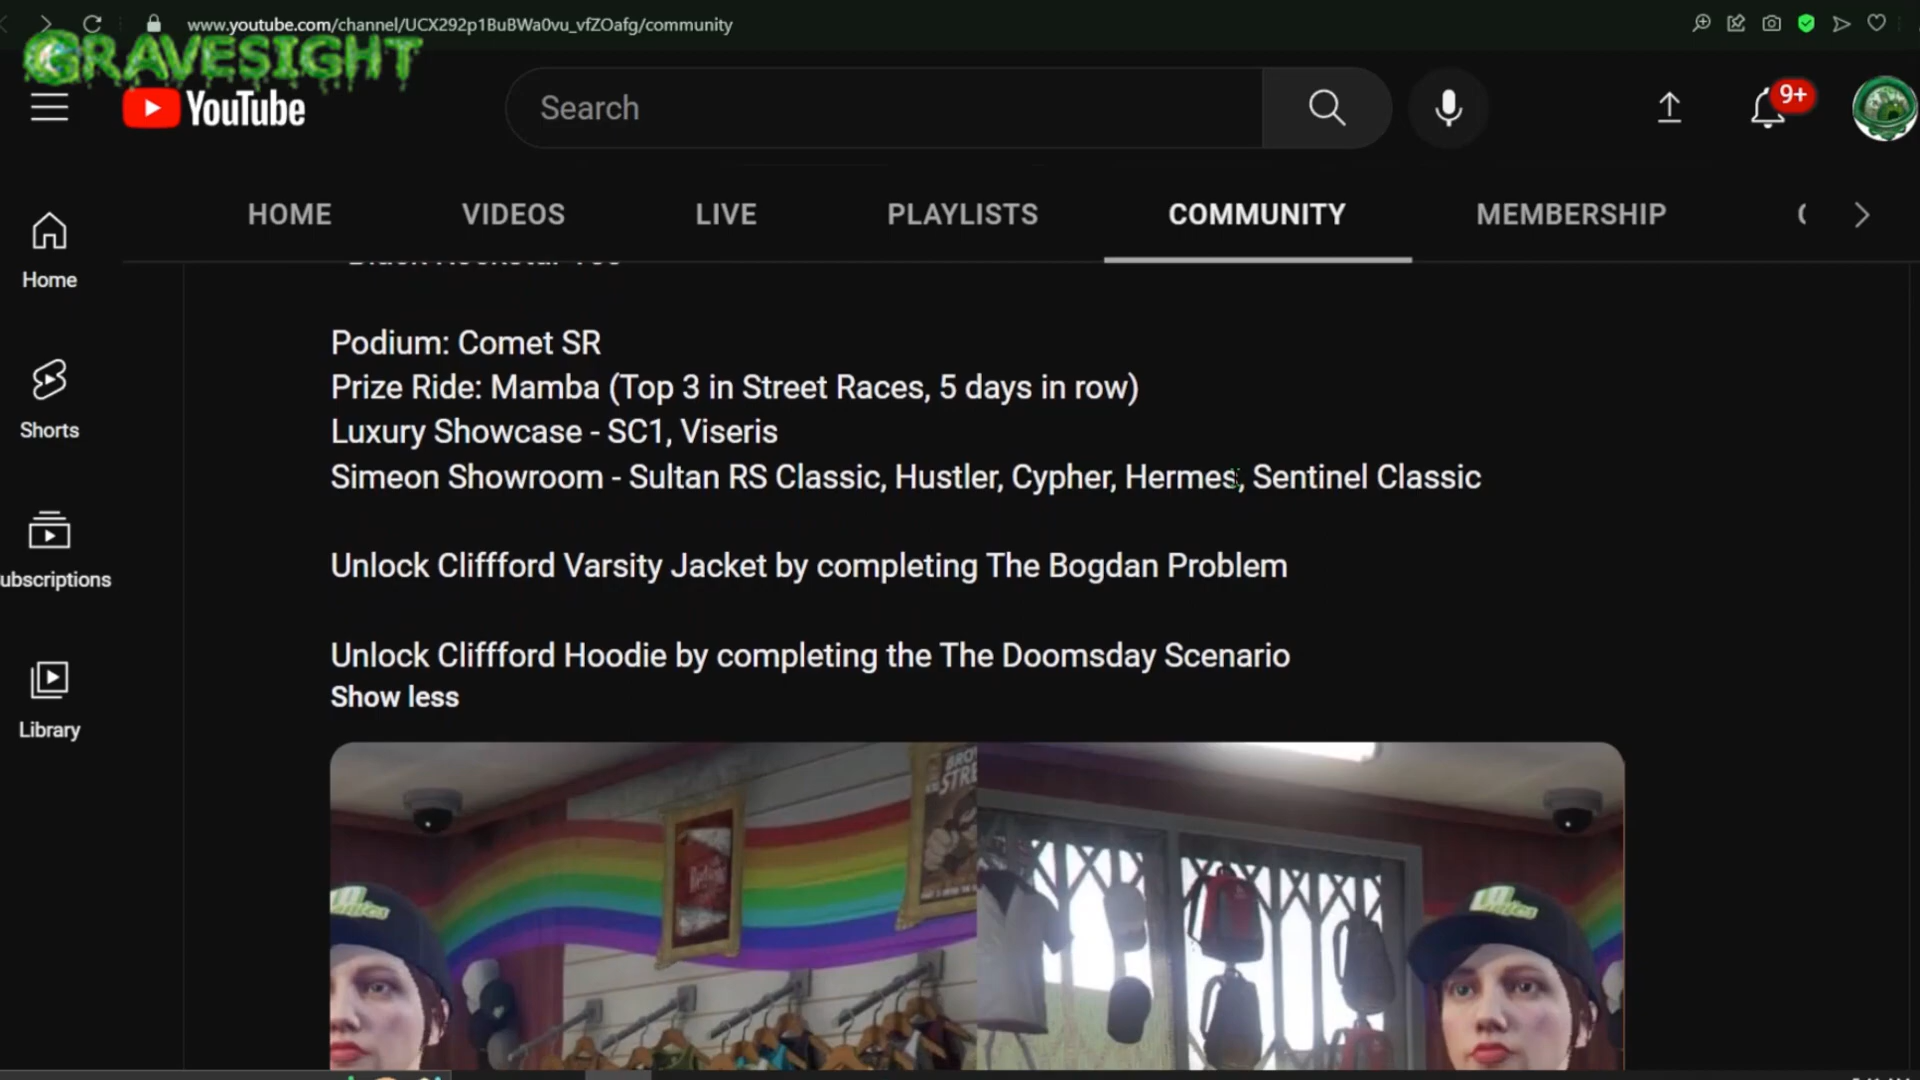 www.youtube.com/channel/UCX292p1BuBWa0vu_vfZOafg/community
GRAVESIGHT
YouTube
Search
9+
HOME VIDEOS LIVE PLAYLISTS COMMUNITY MEMBERSHIP
Home
Shorts
ubscriptions
Library
Podium: Comet SR
Prize Ride: Mamba (Top 3 in Street Races, 5 days in row)
Luxury Showcase - SC1, Viseris
Simeon Showroom - Sultan RS Classic, Hustler, Cypher, Hermes, Sentinel Classic
Unlock Cliffford Varsity Jacket by completing The Bogdan Problem
Unlock Cliffford Hoodie by completing the The Doomsday Scenario
Show less